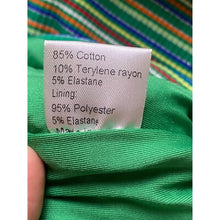 85% Cotton
10% Terylene rayon
5% Elastane
Lining:
95% Polyester
5% Elastane